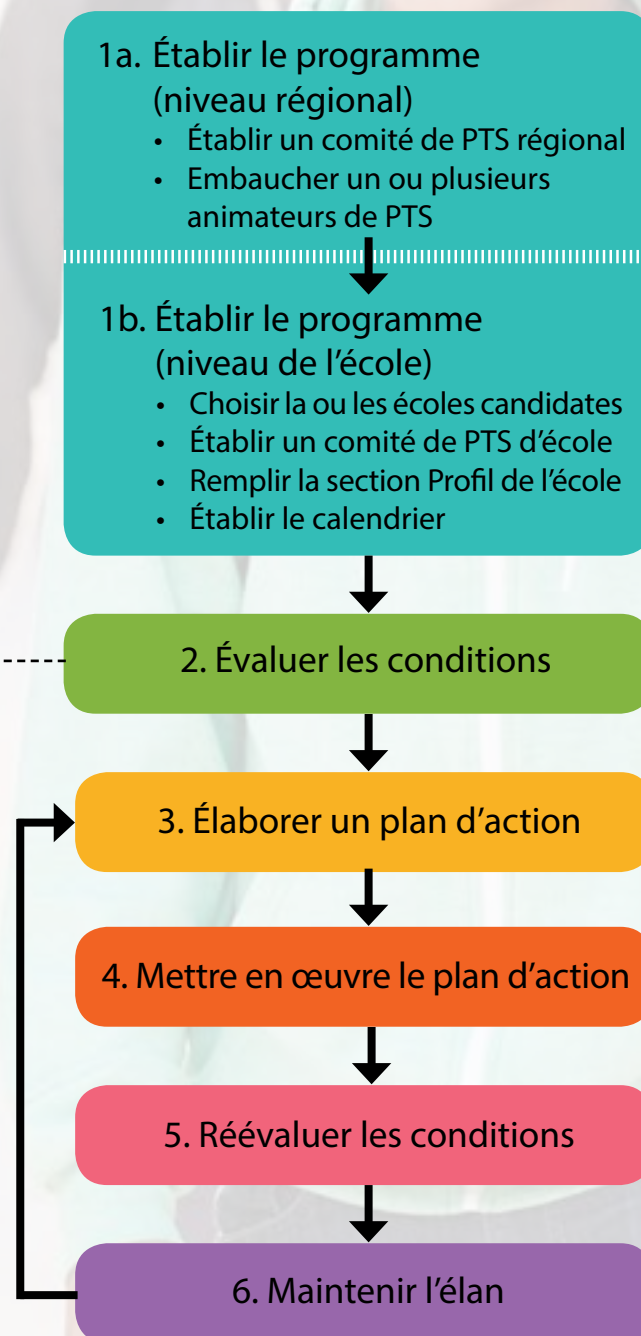 1a. Établir le programme
(niveau régional)
• Établir un comité de PTS régional
• Embaucher un ou plusieurs
animateurs de PTS
1b. Établir le programme
(niveau de l’école)
• Choisir la ou les écoles candidates
• Établir un comité de PTS d’école
• Remplir la section Profil de l’école
• Établir le calendrier
2. Évaluer les conditions
3. Élaborer un plan d’action
4. Mettre en œuvre le plan d’action
5. Réévaluer les conditions
6. Maintenir l’élan